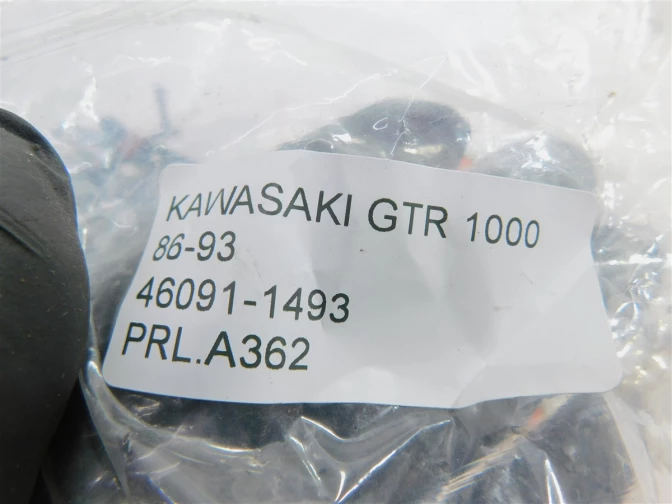 KAWASAKI GTR 1000
86-93
46091-1493
PRL.A362